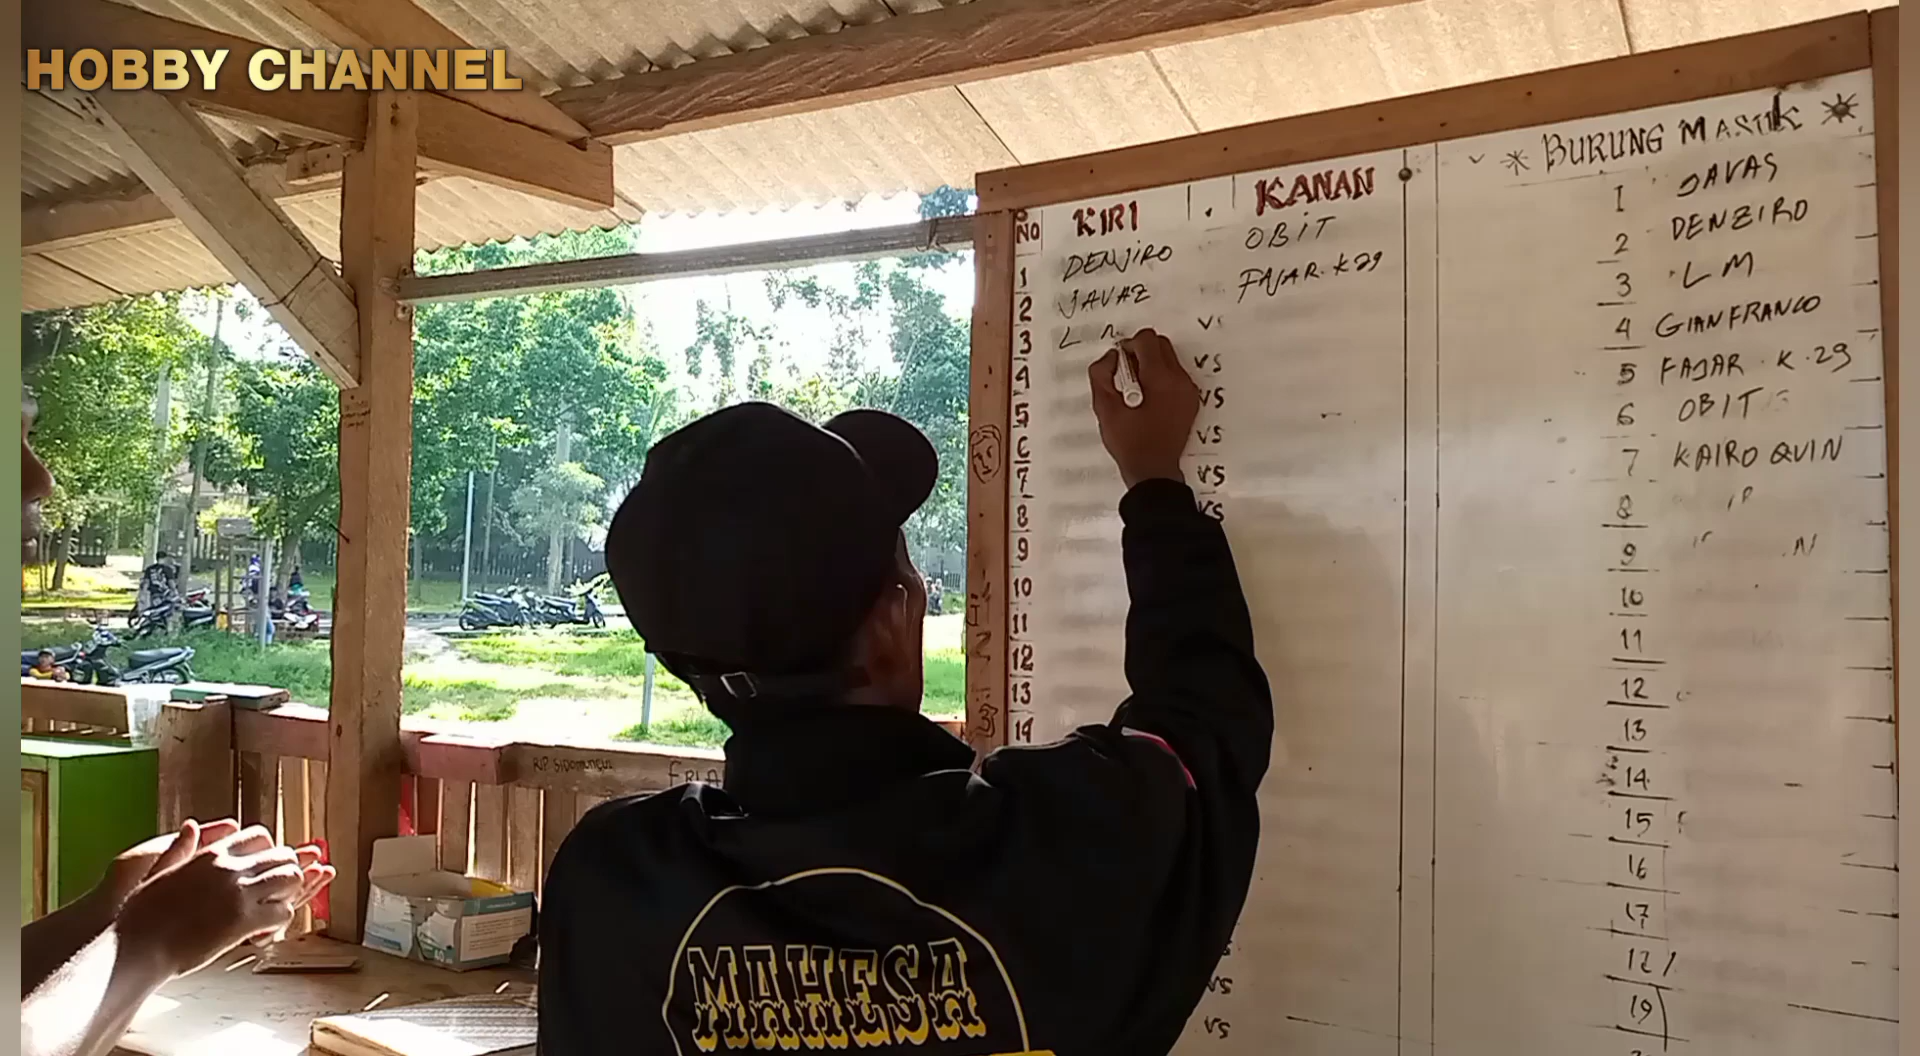 HOBBY CHANNEL
NO KIRI KANAN
1 DENJIRO OBIT
2 JAVAZ FAJAR. K29
3 L VS
4 VS
5 VS
6 VS
7 VS
8 VS
9
10
11
12
13
14
VS
VS
* BURUNG MASUK *
1 JAVAS
2 DENZIRO
3 LM
4 GIANFRANCO
5 FAJAR . K . 29
6 OBIT
7 KAIRO QUIN
8
9
10
11
12
13
14
15
16
17
19
RIP SIDOMUNCUL
MAHESA